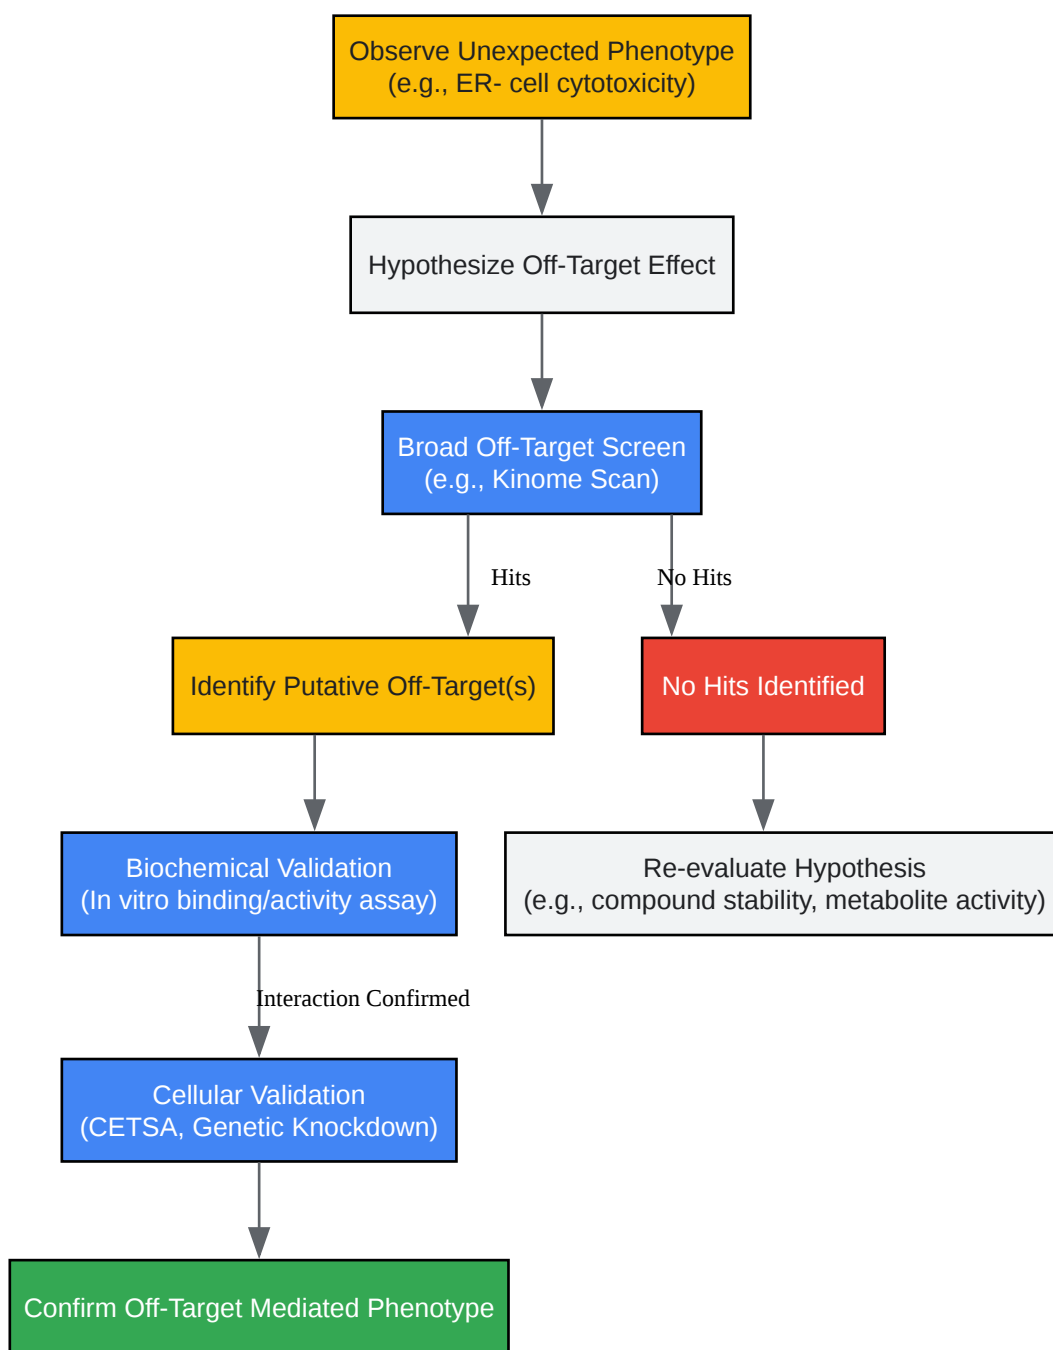 Observe Unexpected Phenotype
(e.g., ER- cell cytotoxicity)
Hypothesize Off-Target Effect
Broad Off-Target Screen
(e.g., Kinome Scan)
Hits
No Hits
Identify Putative Off-Target(s)
No Hits Identified
Biochemical Validation
(In vitro binding/activity assay)
Re-evaluate Hypothesis
(e.g., compound stability, metabolite activity)
Interaction Confirmed
Cellular Validation
(CETSA, Genetic Knockdown)
Confirm Off-Target Mediated Phenotype